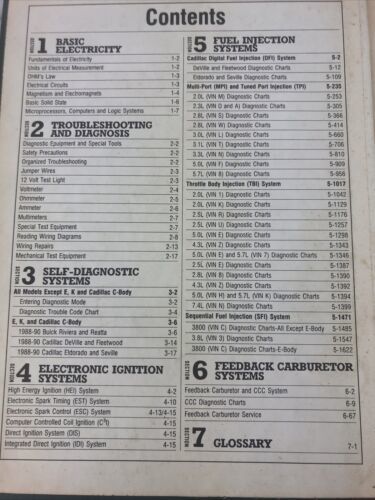 Contents
SECTION 1 BASIC ELECTRICITY
Fundamentals of Electricity 1-2
Units of Electrical Measurement 1-2
OHM's Law 1-3
Electrical Circuits 1-3
Magnetism and Electromagnets 1-4
Basic Solid State 1-6
Microprocessors, Computers and Logic Systems 1-7
SECTION 2 TROUBLESHOOTING AND DIAGNOSIS
Diagnostic Equipment and Special Tools 2-2
Safety Precautions 2-2
Organized Troubleshooting 2-2
Jumper Wires 2-3
12 Volt Test Light 2-3
Voltmeter 2-4
Ohmmeter 2-5
Ammeter 2-6
Multimeters 2-7
Special Test Equipment 2-7
Reading Wiring Diagrams 2-8
Wiring Repairs 2-13
Mechanical Test Equipment 2-17
SECTION 3 SELF-DIAGNOSTIC SYSTEMS
All Models Except E, K and Cadillac C-Body 3-2
Entering Diagnostic Mode 3-2
Diagnostic Trouble Code Chart 3-4
E, K, and Cadillac C-Body 3-6
1988-90 Buick Riviera and Reatta 3-6
1988-90 Cadillac DeVille and Fleetwood 3-14
1988-90 Cadillac Eldorado and Seville 3-17
SECTION 4 ELECTRONIC IGNITION SYSTEMS
High Energy Ignition (HEI) System 4-2
Electronic Spark Timing (EST) System 4-10
Electronic Spark Control (ESC) System 4-13/4-15
Computer Controlled Coil Ignition (C³I) 4-15
Direct Ignition System (DIS) 4-15
Integrated Direct Ignition (IDI) System 4-15
SECTION 5 FUEL INJECTION SYSTEMS
Cadillac Digital Fuel Injection (DFI) System 5-2
DeVille and Fleetwood Diagnostic Charts 5-12
Eldorado and Seville Diagnostic Charts 5-109
Multi-Port (MPI) and Tuned Port Injection (TPI) 5-235
2.0L (VIN M) Diagnostic Charts 5-253
2.3L (VIN D and A) Diagnostic Charts 5-305
2.8L (VIN S) Diagnostic Charts 5-366
2.8L (VIN W) Diagnostic Charts 5-414
3.0L (VIN L) Diagnostic Charts 5-660
3.1L (VIN T) Diagnostic Charts 5-706
3.3L (VIN N) Diagnostic Charts 5-810
5.0L (VIN F) Diagnostic Charts 5-909
5.7L (VIN 8) Diagnostic Charts 5-956
Throttle Body Injection (TBI) System 5-1017
2.0L (VIN 1) Diagnostic Charts 5-1042
2.0L (VIN K) Diagnostic Charts 5-1129
2.5L (VIN R) Diagnostic Charts 5-1176
2.5L (VIN U) Diagnostic Charts 5-1257
5.0L (VIN E) Diagnostic Charts 5-1298
4.3L (VIN Z) Diagnostic Charts 5-1343
5.0L (VIN E) and 5.7L (VIN 7) Diagnostic Charts 5-1346
2.5L (VIN E) Diagnostic Charts 5-1387
2.8L (VIN R) Diagnostic Charts 5-1390
4.3L (VIN Z) Diagnostic Charts 5-1392
5.0L (VIN H) and 5.7L (VIN K) Diagnostic Charts 5-1394
7.4L (VIN N) Diagnostic Charts 5-1399
Sequential Fuel Injection (SFI) System 5-1471
3800 (VIN C) Diagnostic Charts-All Except E-Body 5-1485
3.8L (VIN 3) Diagnostic Charts 5-1547
3800 (VIN C) Diagnostic Charts-E-Body 5-1622
SECTION 6 FEEDBACK CARBURETOR SYSTEMS
Feedback Carburetor and CCC System 6-2
CCC Diagnostic Charts 6-9
Feedback Carburetor Service 6-67
SECTION 7 GLOSSARY 7-1